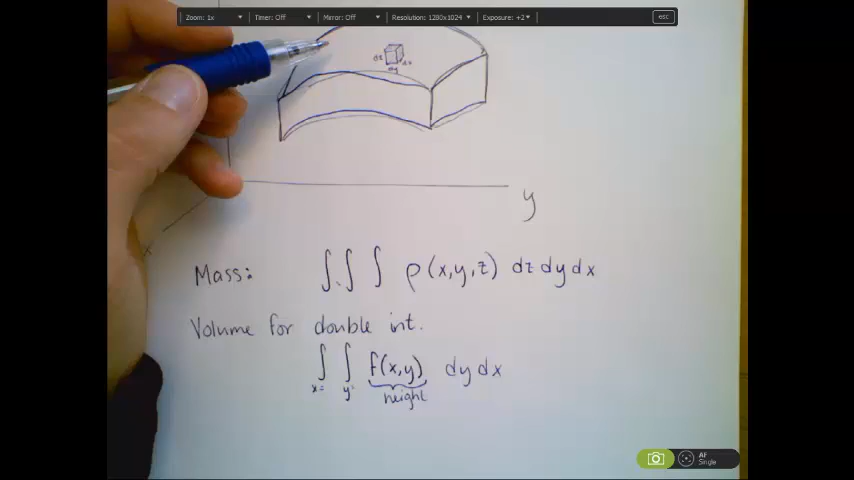 Zoom: 1x Timer: Off Mirror: Off Resolution: 1280x1024 Exposure: +2 esc
dz dx
dy
y
x
Mass: ∫∫∫ ρ(x,y,z) dz dy dx
Volume for double int.
∫∫ f(x,y) dy dx
x= y= height
AF
Single